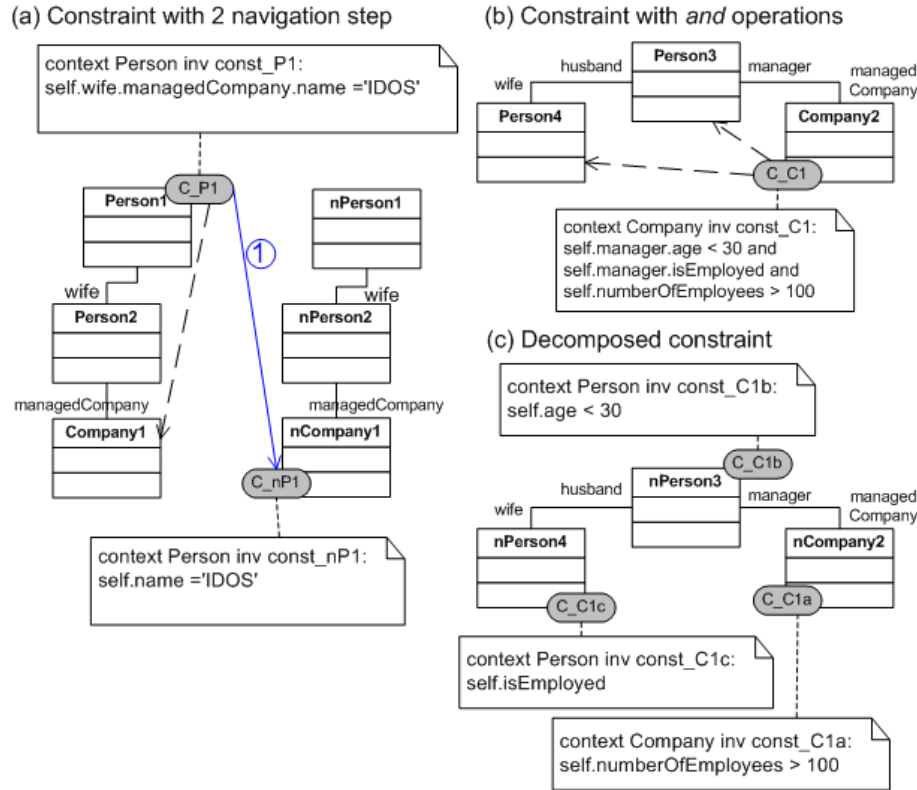 (a) Constraint with 2 navigation step
context Person inv const_P1:
self.wife.managedCompany.name ='IDOS'
C_P1
Person1
nPerson1
1
wife
wife
Person2
nPerson2
managedCompany
managedCompany
Company1
nCompany1
C_nP1
context Person inv const_nP1:
self.name ='IDOS'
(b) Constraint with and operations
Person3
husband
manager
wife
managed
Company
Person4
Company2
C_C1
context Company inv const_C1:
self.manager.age < 30 and
self.manager.isEmployed and
self.numberOfEmployees > 100
(c) Decomposed constraint
context Person inv const_C1b:
self.age < 30
C_C1b
nPerson3
husband
manager
wife
managed
Company
nPerson4
nCompany2
C_C1c
C_C1a
context Person inv const_C1c:
self.isEmployed
context Company inv const_C1a:
self.numberOfEmployees > 100